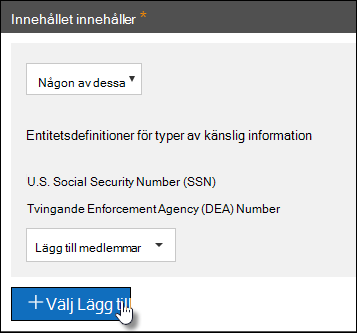 Innehållet innehåller *
Någon av dessa
Entitetsdefinitioner för typer av känslig information
U.S. Social Security Number (SSN)
Tvingande Enforcement Agency (DEA) Number
Lägg till medlemmar
+ Välj Lägg till